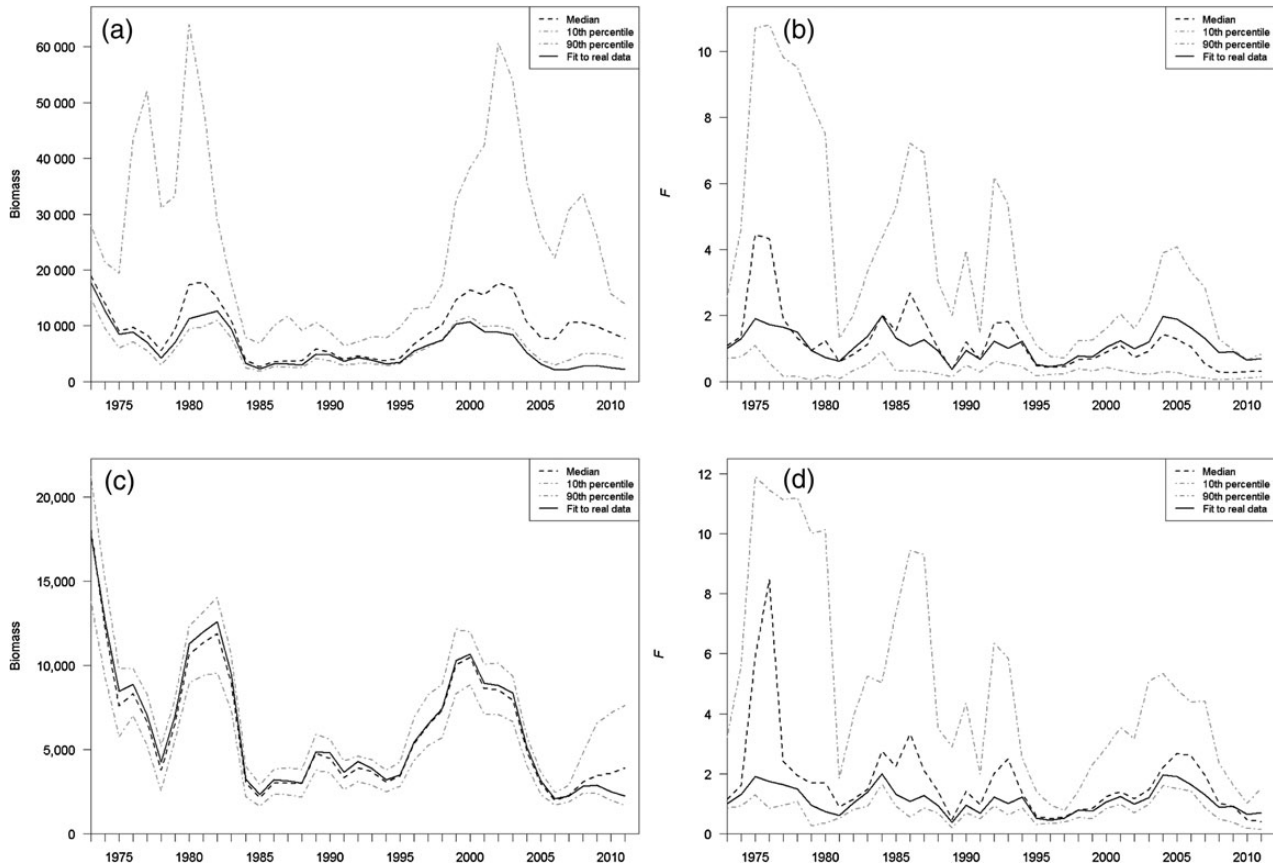 (a)
Median
10th percentile
90th percentile
Fit to real data
Biomass
60 000
50 000
40 000
30 000
20 000
10 000
0
1975 1980 1985 1990 1995 2000 2005 2010
(b)
Median
10th percentile
90th percentile
Fit to real data
F
10
8
6
4
2
0
1975 1980 1985 1990 1995 2000 2005 2010
(c)
Median
10th percentile
90th percentile
Fit to real data
Biomass
20,000
15,000
10,000
5,000
0
1975 1980 1985 1990 1995 2000 2005 2010
(d)
Median
10th percentile
90th percentile
Fit to real data
F
12
10
8
6
4
2
0
1975 1980 1985 1990 1995 2000 2005 2010